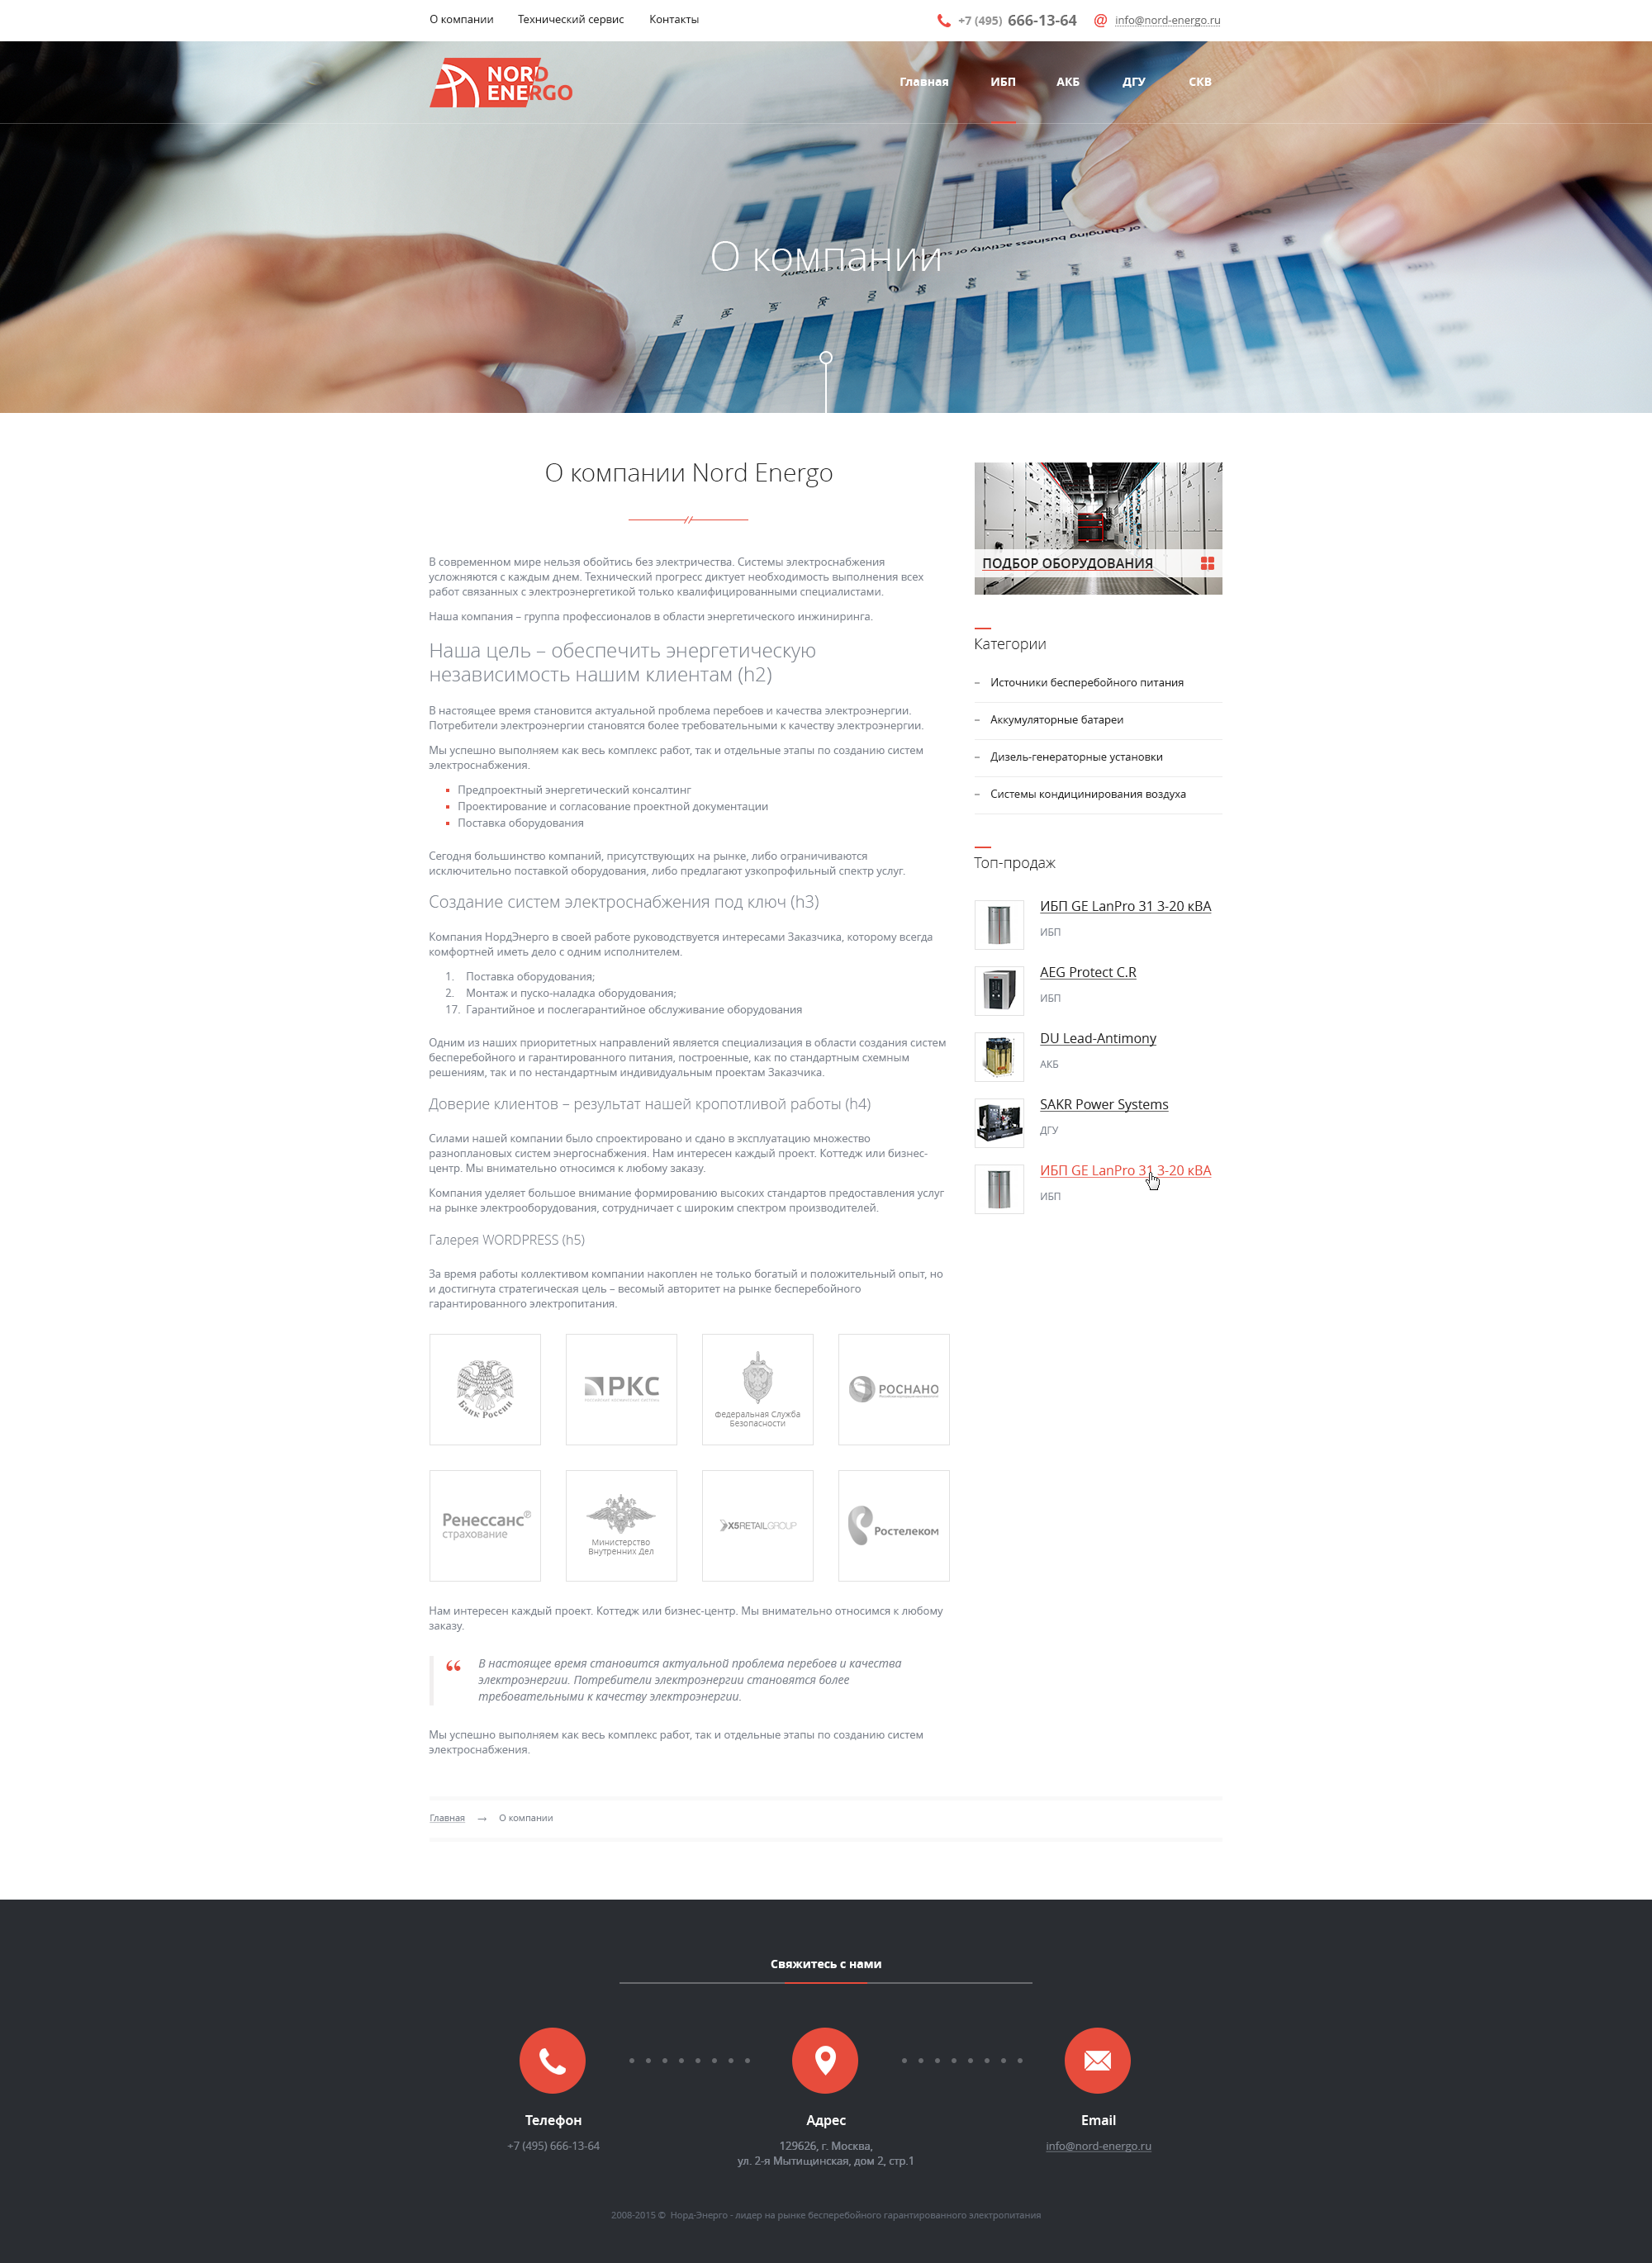 О компании
Технический сервис
Контакты
+7 (495) 666-13-64
info@nord-energo.ru
NORD
ENERGO
Главная
ИБП
АКБ
ДГУ
СКВ
О компании
of changing business activity
mar
feb
jan
dec
nov
sep
О компании Nord Energo
В современном мире нельзя обойтись без электричества. Системы электроснабжения
усложняются с каждым днем. Технический прогресс диктует необходимость выполнения всех
работ связанных с электроэнергетикой только квалифицированными специалистами.
Наша компания – группа профессионалов в области энергетического инжиниринга.
Наша цель – обеспечить энергетическую
независимость нашим клиентам (h2)
В настоящее время становится актуальной проблема перебоев и качества электроэнергии.
Потребители электроэнергии становятся более требовательными к качеству электроэнергии.
Мы успешно выполняем как весь комплекс работ, так и отдельные этапы по созданию систем
электроснабжения.
Предпроектный энергетический консалтинг
Проектирование и согласование проектной документации
Поставка оборудования
Сегодня большинство компаний, присутствующих на рынке, либо ограничиваются
исключительно поставкой оборудования, либо предлагают узкопрофильный спектр услуг.
Создание систем электроснабжения под ключ (h3)
Компания НордЭнерго в своей работе руководствуется интересами Заказчика, которому всегда
комфортней иметь дело с одним исполнителем.
1. Поставка оборудования;
2. Монтаж и пуско-наладка оборудования;
17. Гарантийное и послегарантийное обслуживание оборудования
Одним из наших приоритетных направлений является специализация в области создания систем
бесперебойного и гарантированного питания, построенные, как по стандартным схемным
решениям, так и по нестандартным индивидуальным проектам Заказчика.
Доверие клиентов – результат нашей кропотливой работы (h4)
Силами нашей компании было спроектировано и сдано в эксплуатацию множество
разноплановых систем энергоснабжения. Нам интересен каждый проект. Коттедж или бизнес-
центр. Мы внимательно относимся к любому заказу.
Компания уделяет большое внимание формированию высоких стандартов предоставления услуг
на рынке электрооборудования, сотрудничает с широким спектром производителей.
Галерея WORDPRESS (h5)
За время работы коллективом компании накоплен не только богатый и положительный опыт, но
и достигнута стратегическая цель – весомый авторитет на рынке бесперебойного
гарантированного электропитания.
Банк России
РКС
Федеральная Служба
Безопасности
РОСНАНО
Ренессанс®
страхование
Министерство
Внутренних Дел
X5RETAILGROUP
Ростелеком
Нам интересен каждый проект. Коттедж или бизнес-центр. Мы внимательно относимся к любому
заказу.
“ В настоящее время становится актуальной проблема перебоев и качества
электроэнергии. Потребители электроэнергии становятся более
требовательными к качеству электроэнергии.
Мы успешно выполняем как весь комплекс работ, так и отдельные этапы по созданию систем
электроснабжения.
ПОДБОР ОБОРУДОВАНИЯ
Категории
– Источники бесперебойного питания
– Аккумуляторные батареи
– Дизель-генераторные установки
– Системы кондицинирования воздуха
Топ-продаж
ИБП GE LanPro 31 3-20 кВА
ИБП
AEG Protect C.R
ИБП
DU Lead-Antimony
АКБ
SAKR Power Systems
ДГУ
ИБП GE LanPro 31 3-20 кВА
ИБП
Главная → О компании
Свяжитесь с нами
Телефон
+7 (495) 666-13-64
Адрес
129626, г. Москва,
ул. 2-я Мытищинская, дом 2, стр.1
Email
info@nord-energo.ru
2008-2015 © Норд-Энерго - лидер на рынке бесперебойного гарантированного электропитания